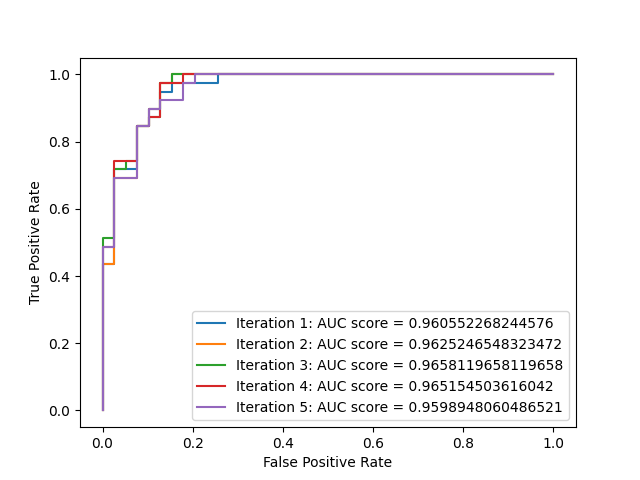 1.0
0.8
0.6
0.4
0.2
0.0
True Positive Rate
Iteration 1: AUC score = 0.960552268244576
Iteration 2: AUC score = 0.9625246548323472
Iteration 3: AUC score = 0.9658119658119658
Iteration 4: AUC score = 0.965154503616042
Iteration 5: AUC score = 0.9598948060486521
0.0 0.2 0.4 0.6 0.8 1.0
False Positive Rate